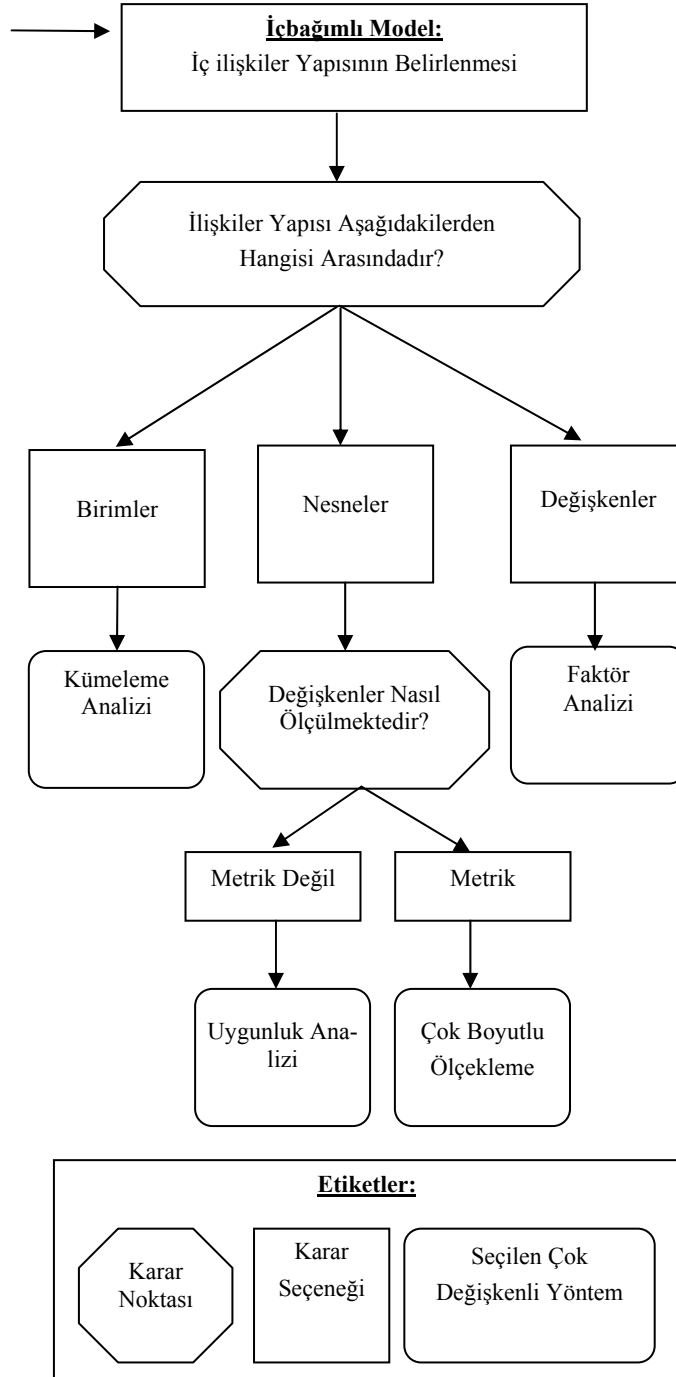 İçbağımlı Model:
İç ilişkiler Yapısının Belirlenmesi
İlişkiler Yapısı Aşağıdakilerden
Hangisi Arasındadır?
Birimler
Nesneler
Değişkenler
Kümeleme
Analizi
Değişkenler Nasıl
Ölçülmektedir?
Faktör
Analizi
Metrik Değil
Metrik
Uygunluk Ana-
lizi
Çok Boyutlu
Ölçekleme
Etiketler:
Karar
Noktası
Karar
Seçeneği
Seçilen Çok
Değişkenli Yöntem